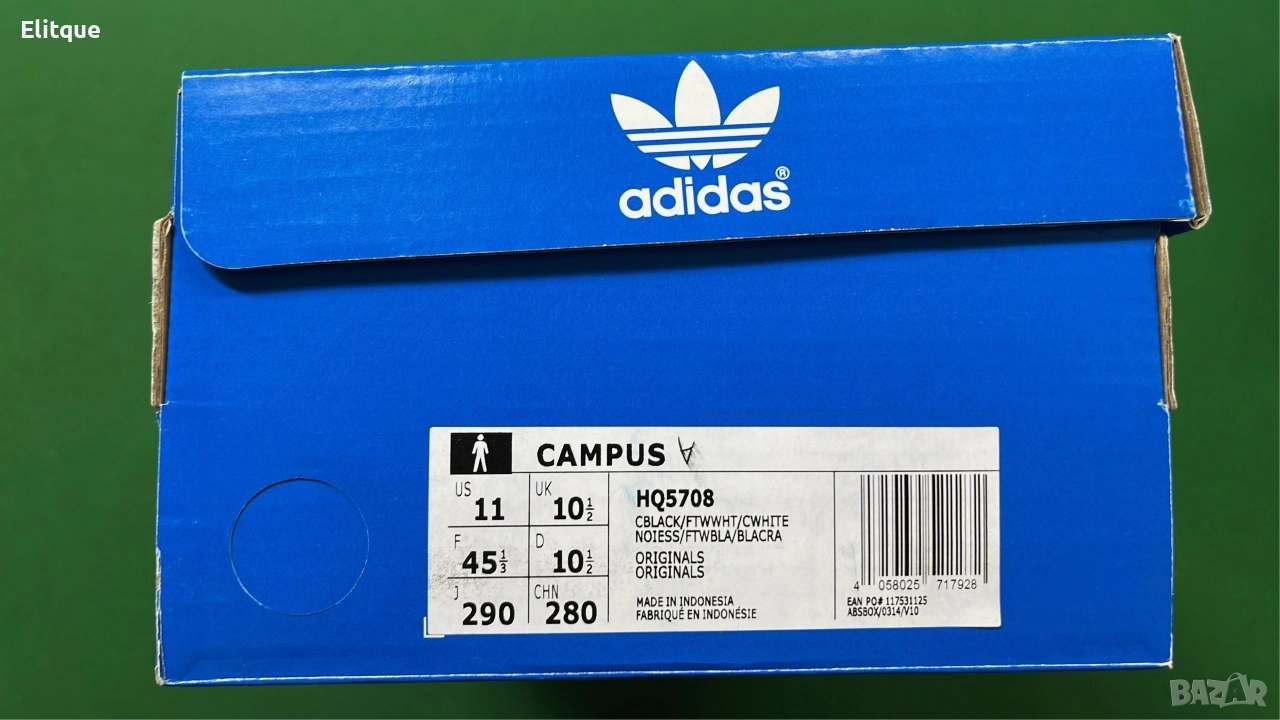 Elitque
adidas®
CAMPUS A
US 11
UK 10½
F 45⅓
D 10½
J 290
CHN 280
HQ5708
CBLACK/FTWWHT/CWHITE
NOIESS/FTWBLA/BLACRA
ORIGINALS
ORIGINALS
MADE IN INDONESIA
FABRIQUÉ EN INDONÉSIE
4 058025 717928
EAN PO# 117531125
ABSBOX/0314/V10
BAZAR